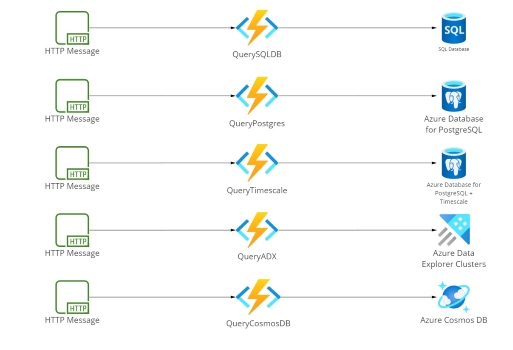 HTTP
HTTP Message
QuerySQLDB
SQL
SQL Database
HTTP
HTTP Message
QueryPostgres
Azure Database
for PostgreSQL
HTTP
HTTP Message
QueryTimescale
Azure Database for
PostgreSQL +
Timescale
HTTP
HTTP Message
QueryADX
Azure Data
Explorer Clusters
HTTP
HTTP Message
QueryCosmosDB
Azure Cosmos DB